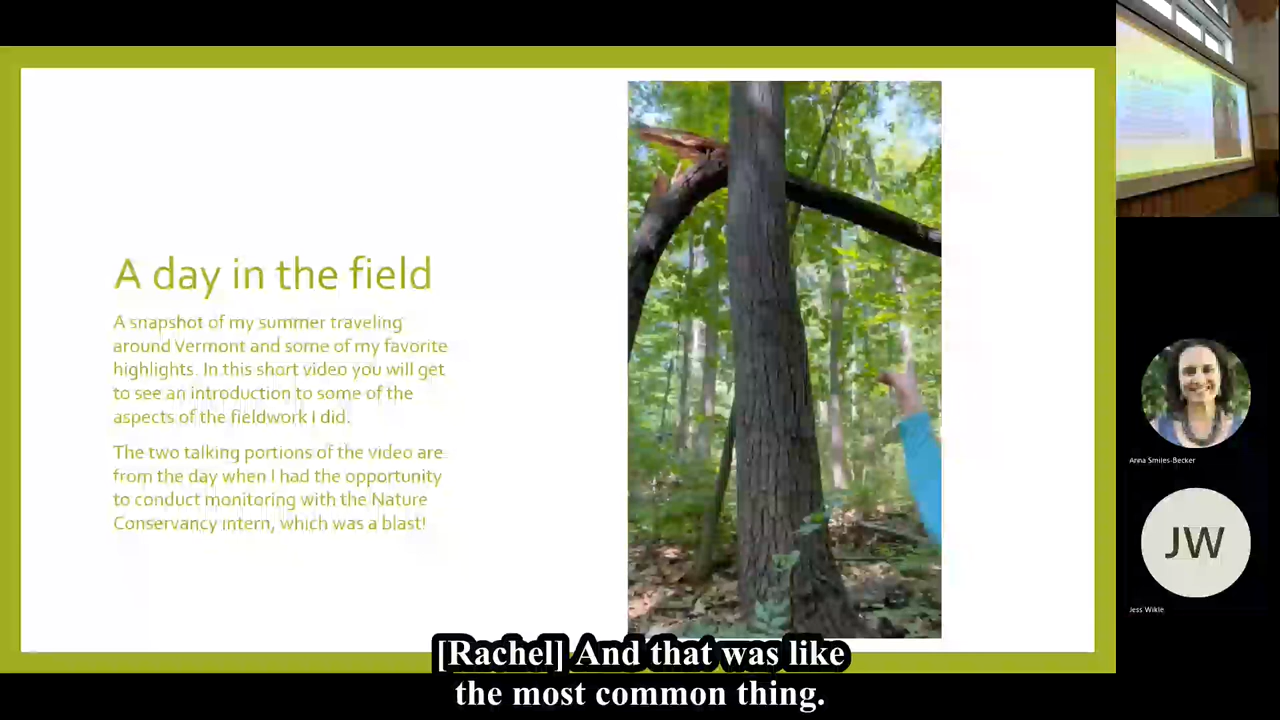 A day in the field
A snapshot of my summer traveling
around Vermont and some of my favorite
highlights. In this short video you will get
to see an introduction to some of the
aspects of the fieldwork I did.
The two talking portions of the video are
from the day when I had the opportunity
to conduct monitoring with the Nature
Conservancy intern, which was a blast!
Anna Smiles-Becker
JW
Jess Wikle
[Rachel] And that was like
the most common thing.